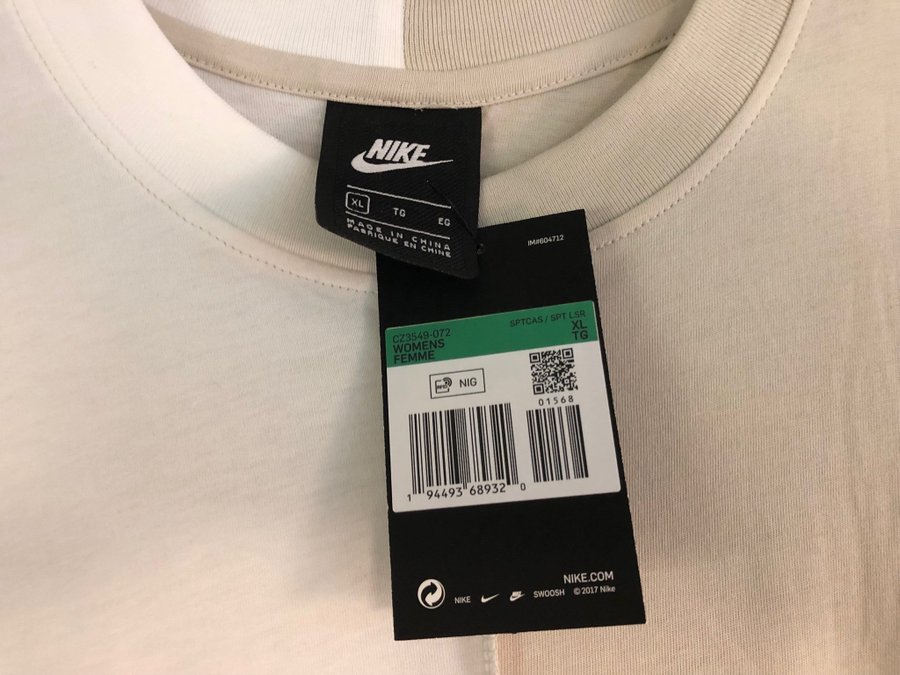 NIKE
XL TG EG
MADE IN CHINA
FABRIQUE EN CHINE
IM#604712
CZ3549-072 SPTCAS / SPT LSR
WOMENS XL
FEMME TG
NIG
01568
1 94493 68932 0
NIKE.COM
NIKE SWOOSH © 2017 Nike